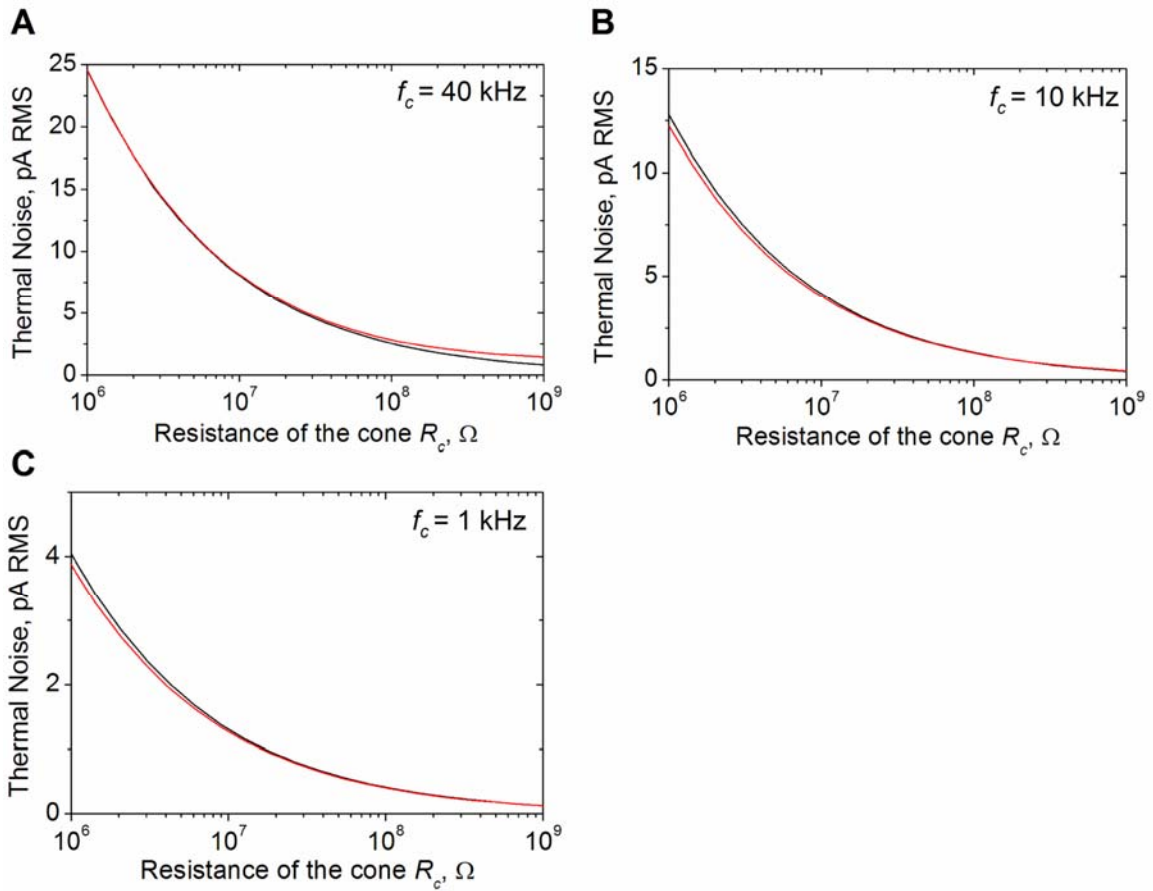 A
f_c = 40 kHz
Thermal Noise, pA RMS
25
20
15
10
5
0
10^6 10^7 10^8 10^9
Resistance of the cone R_c, Ω
B
f_c = 10 kHz
Thermal Noise, pA RMS
15
10
5
0
10^6 10^7 10^8 10^9
Resistance of the cone R_c, Ω
C
f_c = 1 kHz
Thermal Noise, pA RMS
4
2
0
10^6 10^7 10^8 10^9
Resistance of the cone R_c, Ω